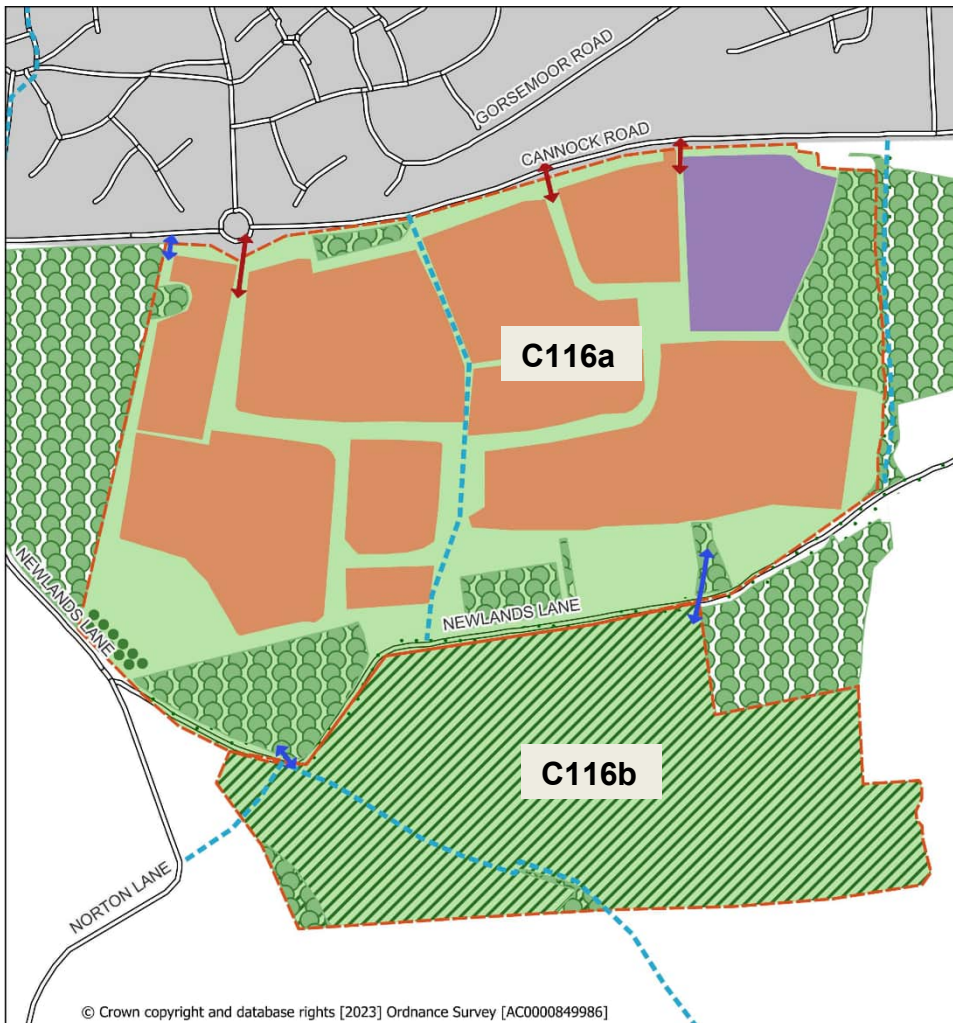 GORSEMOOR ROAD
CANNOCK ROAD
C116a
NEWLANDS LANE
NEWLANDS LANE
C116b
NORTON LANE
© Crown copyright and database rights [2023] Ordnance Survey [AC0000849986]